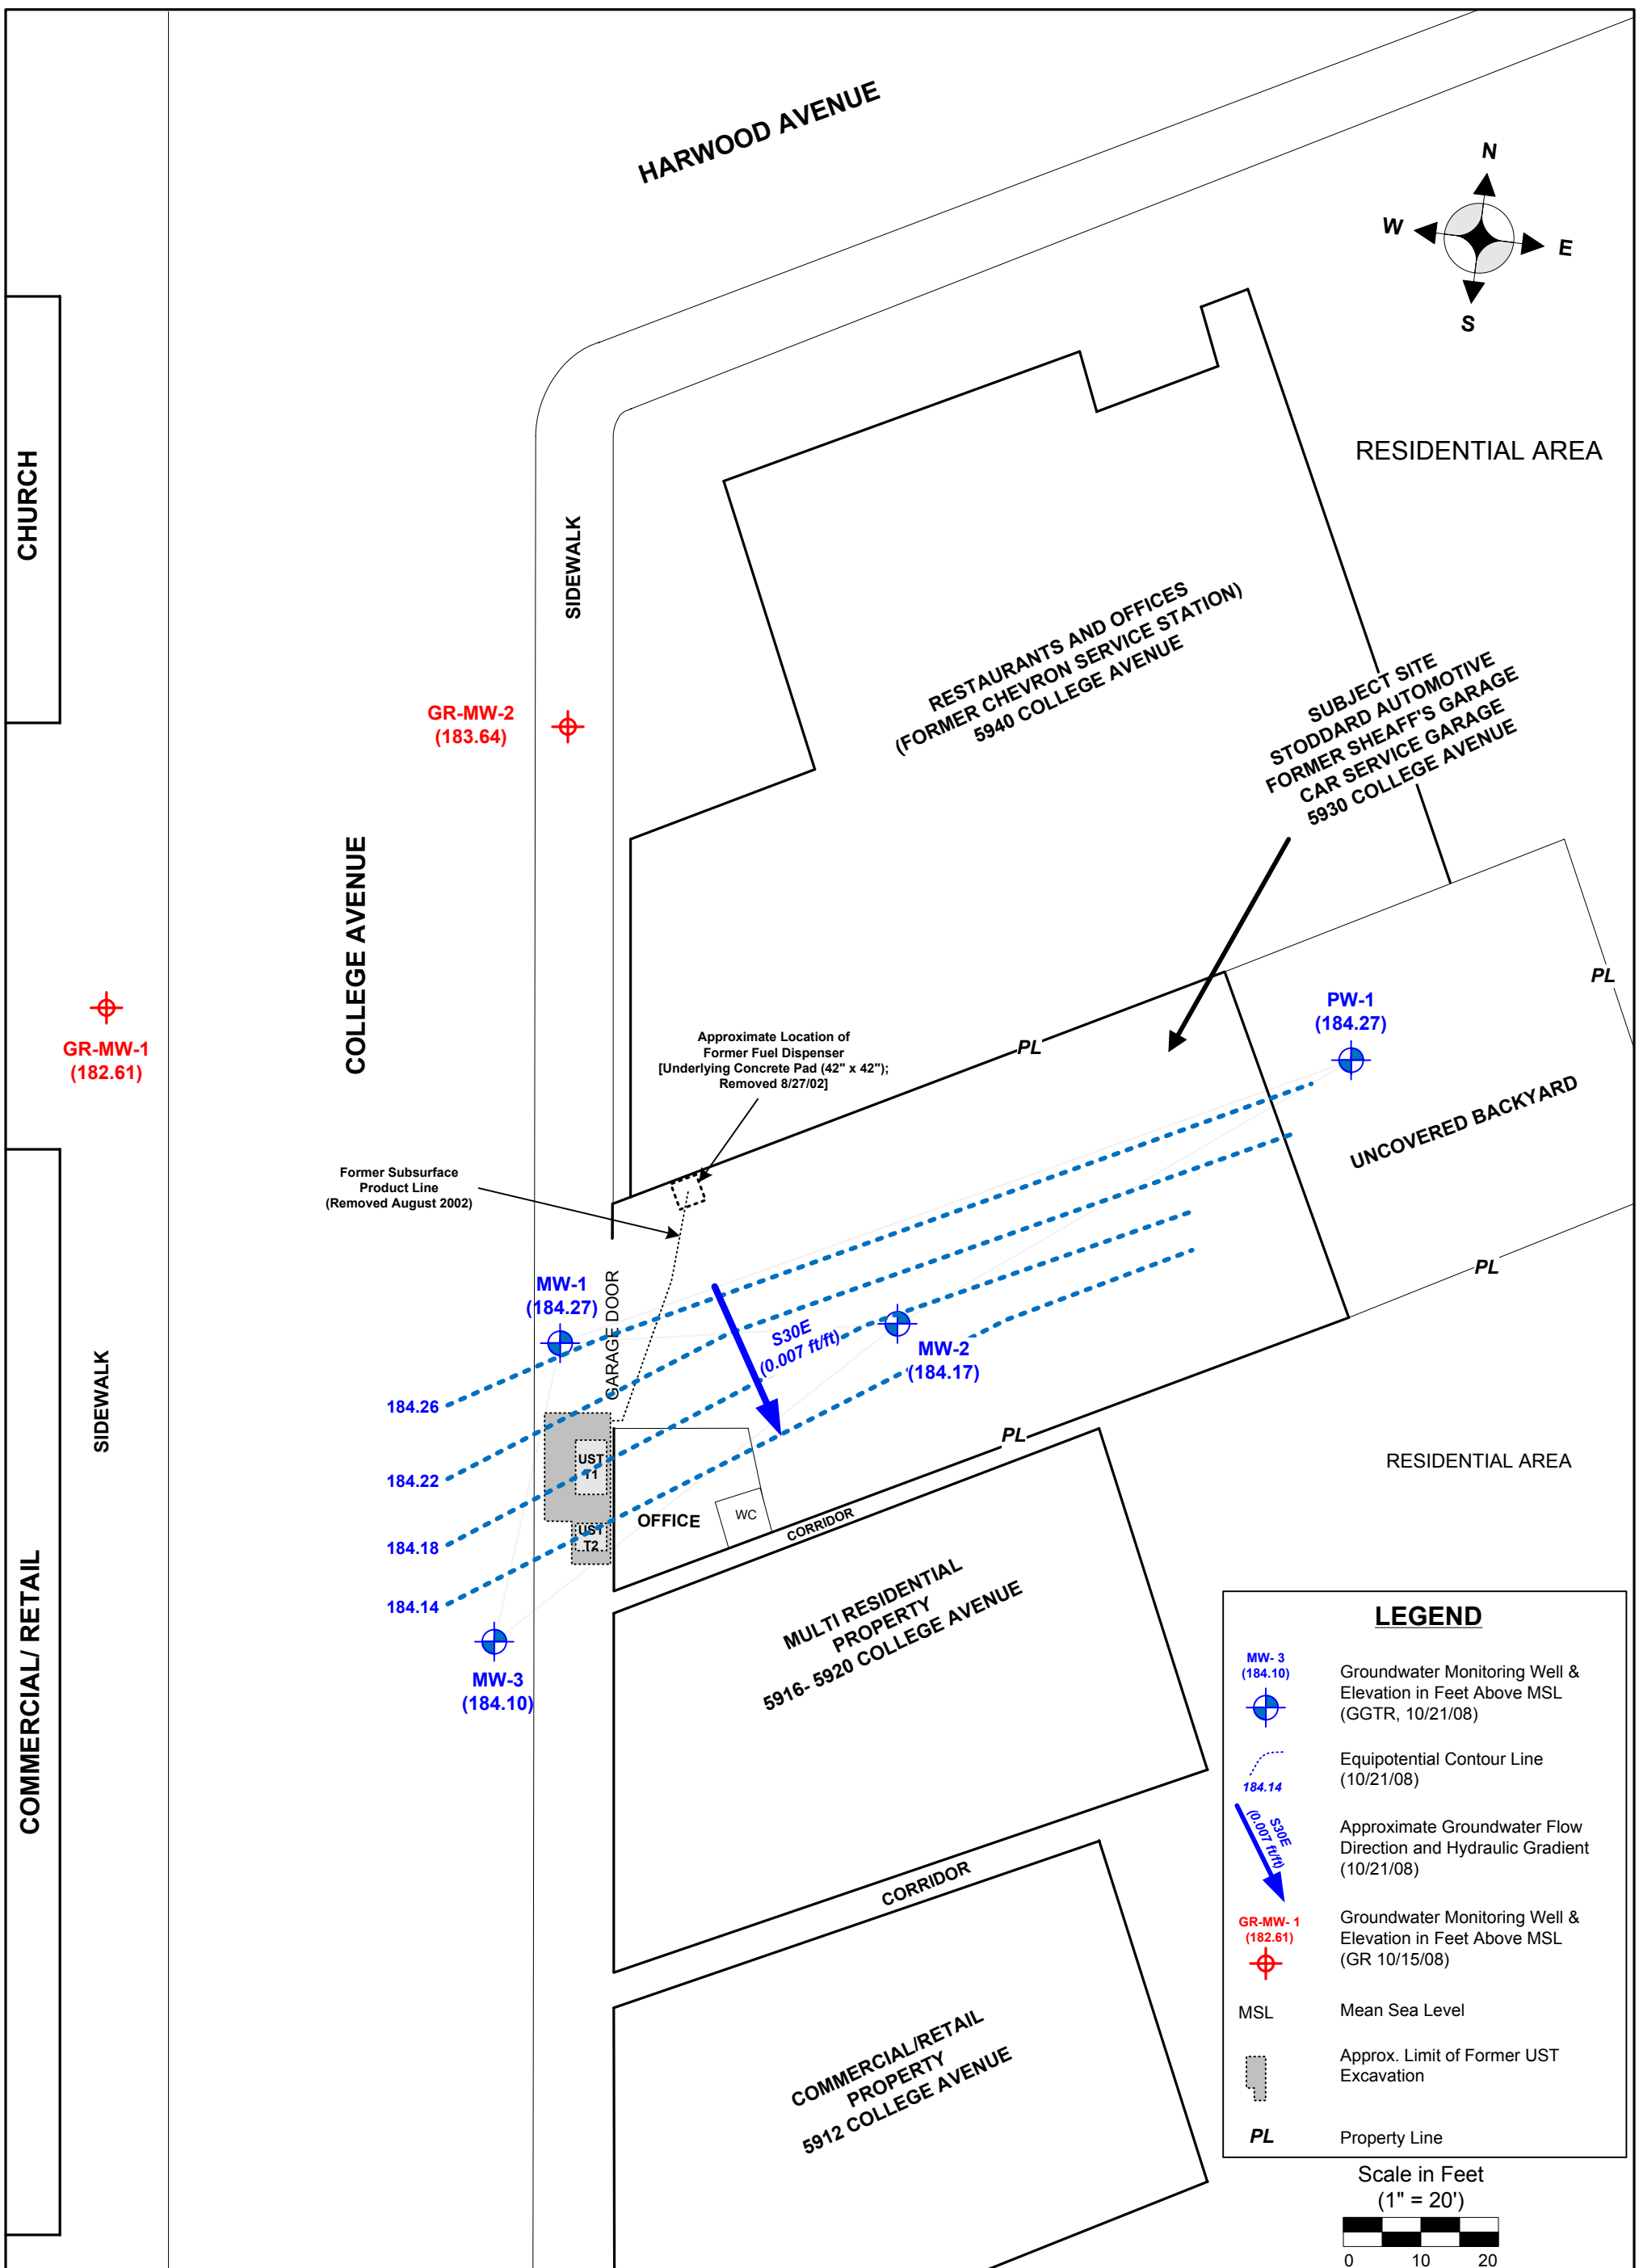 HARWOOD AVENUE
N
W
E
S
CHURCH
RESIDENTIAL AREA
SIDEWALK
RESTAURANTS AND OFFICES
(FORMER CHEVRON SERVICE STATION)
5940 COLLEGE AVENUE
SUBJECT SITE
STODDARD AUTOMOTIVE
FORMER SHEAFF'S GARAGE
CAR SERVICE GARAGE
5930 COLLEGE AVENUE
GR-MW-2
(183.64)
COLLEGE AVENUE
GR-MW-1
(182.61)
PL
PW-1
(184.27)
Approximate Location of
Former Fuel Dispenser
[Underlying Concrete Pad (42" x 42");
Removed 8/27/02]
PL
UNCOVERED BACKYARD
Former Subsurface
Product Line
(Removed August 2002)
PL
MW-1
(184.27)
GARAGE DOOR
S30E
(0.007 ft/ft)
MW-2
(184.17)
SIDEWALK
184.26
184.22
184.18
184.14
UST
T1
UST
T2
OFFICE
WC
PL
CORRIDOR
RESIDENTIAL AREA
COMMERCIAL/ RETAIL
MW-3
(184.10)
MULTI RESIDENTIAL
PROPERTY
5916- 5920 COLLEGE AVENUE
CORRIDOR
COMMERCIAL/RETAIL
PROPERTY
5912 COLLEGE AVENUE
LEGEND
MW- 3
(184.10)
Groundwater Monitoring Well &
Elevation in Feet Above MSL
(GGTR, 10/21/08)
184.14
Equipotential Contour Line
(10/21/08)
S30E
(0.007 ft/ft)
Approximate Groundwater Flow
Direction and Hydraulic Gradient
(10/21/08)
GR-MW- 1
(182.61)
Groundwater Monitoring Well &
Elevation in Feet Above MSL
(GR 10/15/08)
MSL
Mean Sea Level
Approx. Limit of Former UST
Excavation
PL
Property Line
Scale in Feet
(1" = 20')
0 10 20